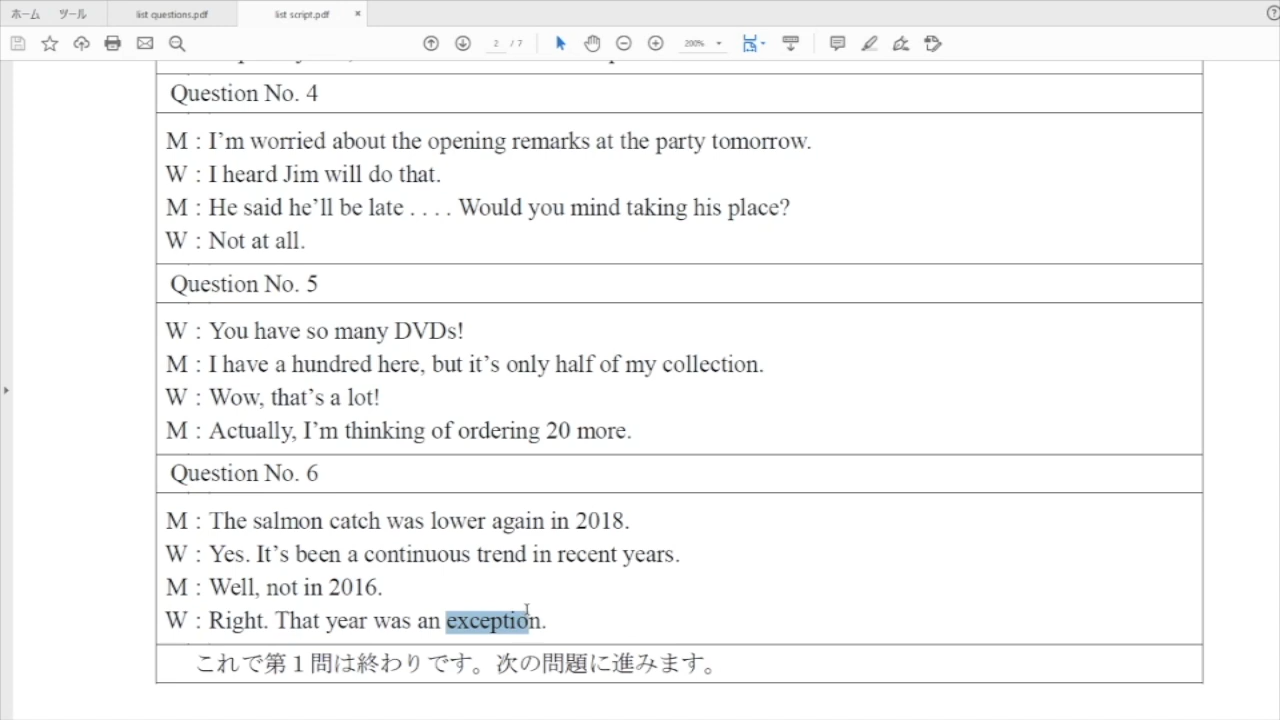 ホーム ツール list questions.pdf list script.pdf ×
2 / 7 200%
Question No. 4
M : I’m worried about the opening remarks at the party tomorrow.
W : I heard Jim will do that.
M : He said he’ll be late . . . . Would you mind taking his place?
W : Not at all.
Question No. 5
W : You have so many DVDs!
M : I have a hundred here, but it’s only half of my collection.
W : Wow, that’s a lot!
M : Actually, I’m thinking of ordering 20 more.
Question No. 6
M : The salmon catch was lower again in 2018.
W : Yes. It’s been a continuous trend in recent years.
M : Well, not in 2016.
W : Right. That year was an exception.
これで第１問は終わりです。次の問題に進みます。